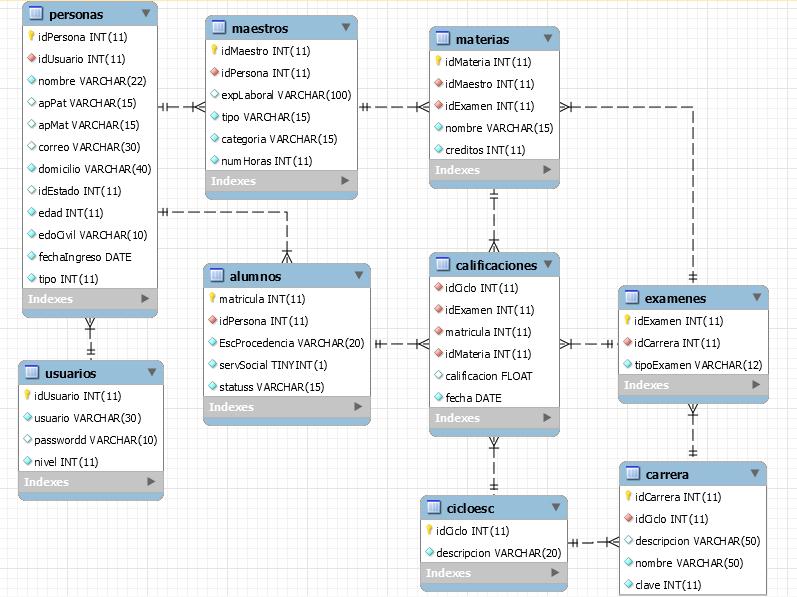 personas
idPersona INT(11)
idUsuario INT(11)
nombre VARCHAR(22)
apPat VARCHAR(15)
apMat VARCHAR(15)
correo VARCHAR(30)
domicilio VARCHAR(40)
idEstado INT(11)
edad INT(11)
edoCivil VARCHAR(10)
fechaIngreso DATE
tipo INT(11)
Indexes
maestros
idMaestro INT(11)
idPersona INT(11)
expLaboral VARCHAR(100)
tipo VARCHAR(15)
categoria VARCHAR(15)
numHoras INT(11)
Indexes
materias
idMateria INT(11)
idMaestro INT(11)
idExamen INT(11)
nombre VARCHAR(15)
creditos INT(11)
Indexes
alumnos
matricula INT(11)
idPersona INT(11)
EscProcedencia VARCHAR(20)
servSocial TINYINT(1)
statuss VARCHAR(15)
Indexes
calificaciones
idCiclo INT(11)
idExamen INT(11)
matricula INT(11)
idMateria INT(11)
calificacion FLOAT
fecha DATE
Indexes
examenes
idExamen INT(11)
idCarrera INT(11)
tipoExamen VARCHAR(12)
Indexes
usuarios
idUsuario INT(11)
usuario VARCHAR(30)
passwordd VARCHAR(10)
nivel INT(11)
Indexes
cicloesc
idCiclo INT(11)
descripcion VARCHAR(20)
Indexes
carrera
idCarrera INT(11)
idCiclo INT(11)
descripcion VARCHAR(50)
nombre VARCHAR(50)
clave INT(11)